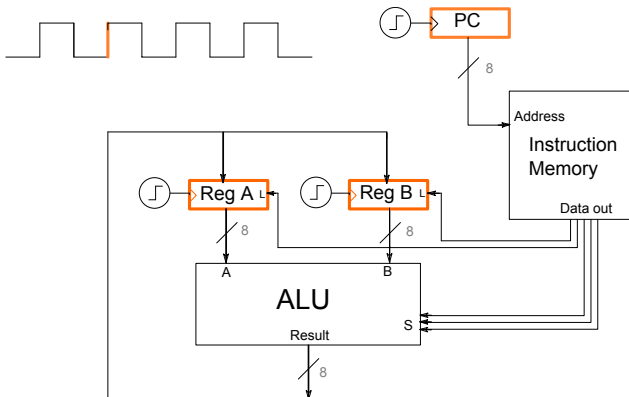 PC
8
Address
Instruction
Memory
Data out
Reg A L
Reg B L
8
8
A
B
ALU
S
Result
8